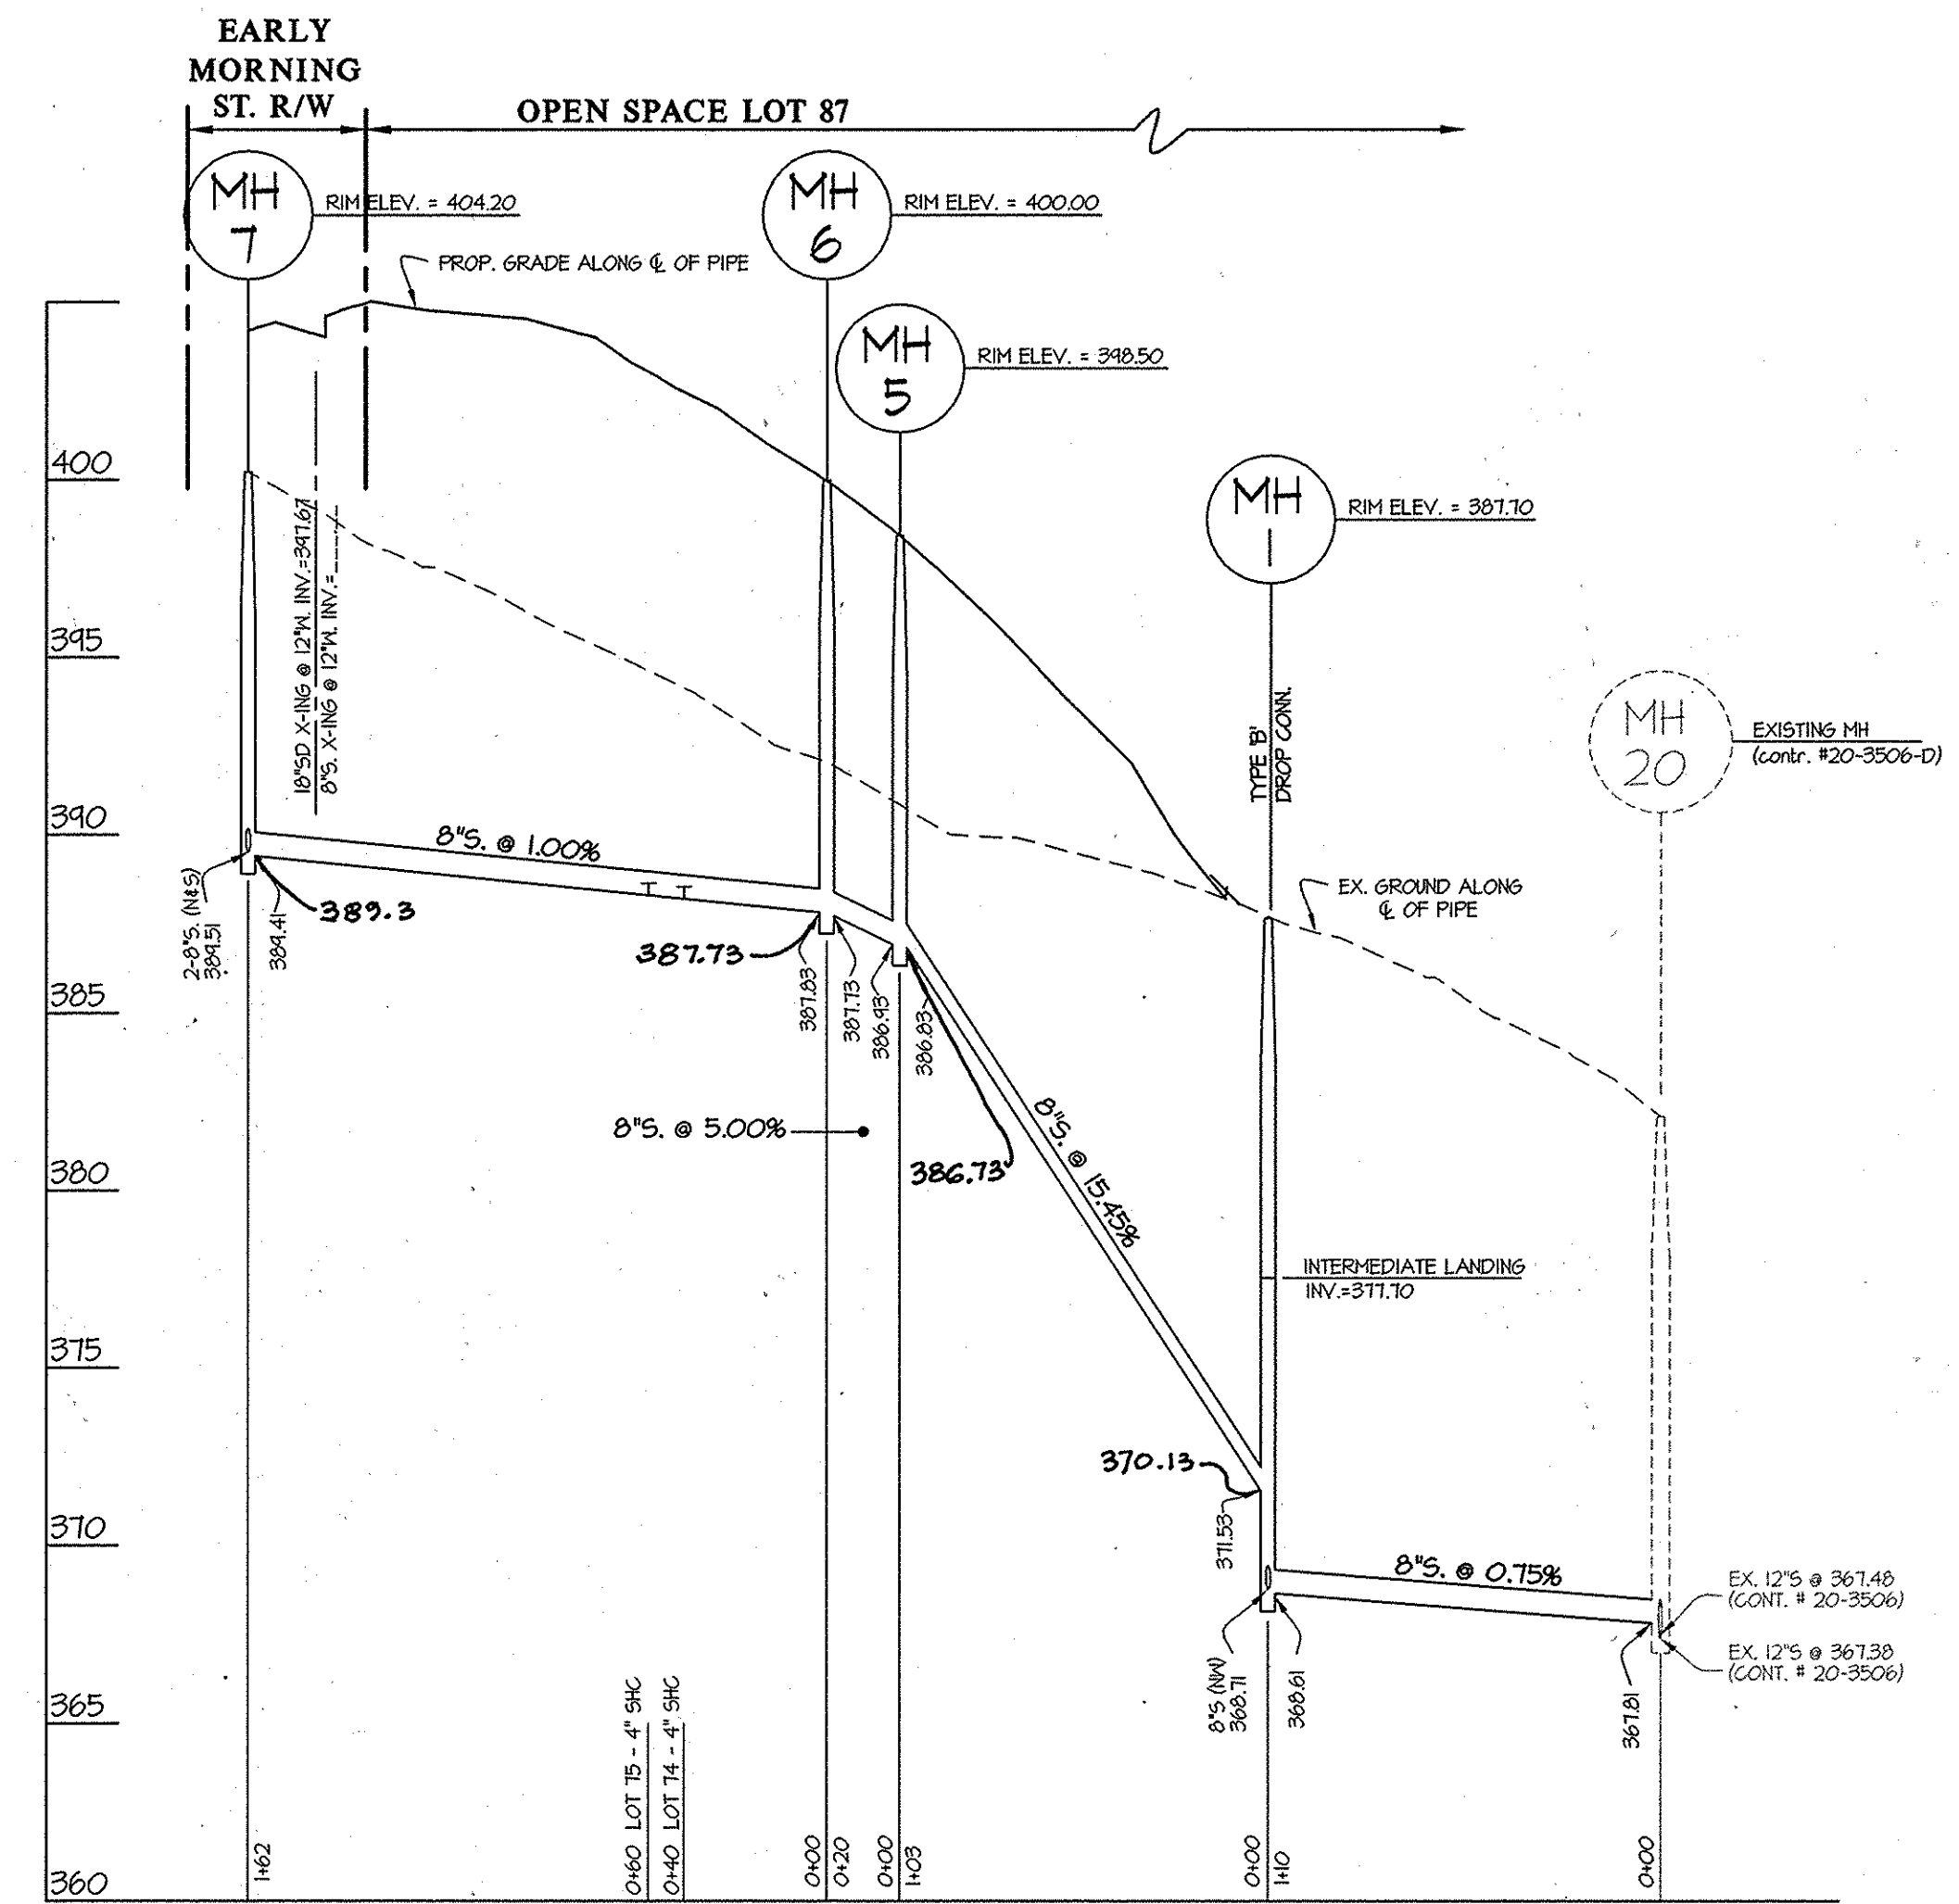 EARLY
MORNING
ST. R/W
OPEN SPACE LOT 87
MH
7
RIM ELEV. = 404.20
MH
6
RIM ELEV. = 400.00
PROP. GRADE ALONG ℄ OF PIPE
MH
5
RIM ELEV. = 398.50
MH
1
RIM ELEV. = 387.70
MH
20
EXISTING MH
(contr. #20-3506-D)
400
395
390
385
380
375
370
365
360
18"SD X-ING @ 12"W. INV.=397.67
8"S. X-ING @ 12"W. INV.=
TYPE 'B'
DROP CONN.
8"S. @ 1.00%
2-8"S. (N&S)
389.51
389.41
389.3
387.73
387.83
387.73
386.93
386.83
EX. GROUND ALONG
℄ OF PIPE
8"S. @ 5.00%
386.73
8"S. @ 15.45%
INTERMEDIATE LANDING
INV.=377.70
370.13
371.53
8"S. @ 0.75%
8"S (NW)
368.71
368.61
367.81
EX. 12"S @ 367.48
(CONT. # 20-3506)
EX. 12"S @ 367.38
(CONT. # 20-3506)
1+62
0+60 LOT 75 - 4" SHC
0+40 LOT 74 - 4" SHC
0+00
0+20
0+00
1+03
0+00
1+10
0+00